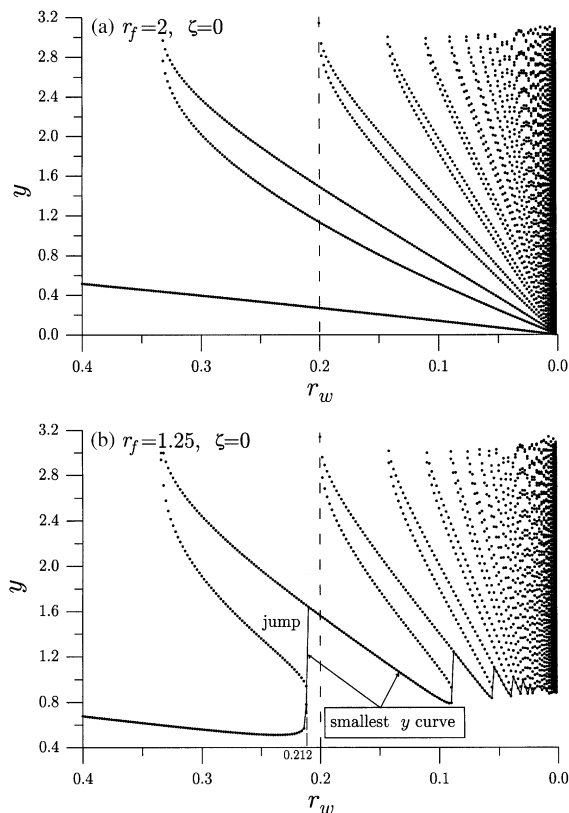 (a) r_f=2, ζ=0
3.2
2.8
2.4
2.0
1.6
1.2
0.8
0.4
0.0
y
0.4 0.3 0.2 0.1 0.0
r_w
(b) r_f=1.25, ζ=0
3.2
2.8
2.4
2.0
1.6
1.2
0.8
0.4
y
jump
smallest y curve
0.212
0.4 0.3 0.2 0.1 0.0
r_w